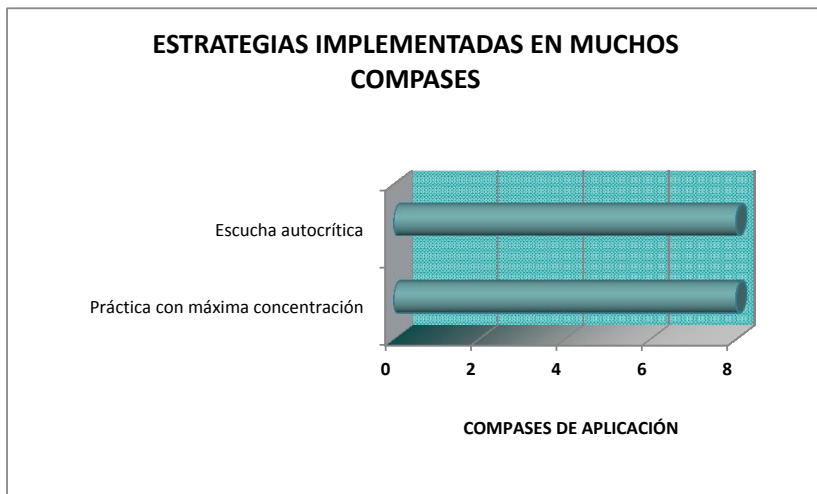 ESTRATEGIAS IMPLEMENTADAS EN MUCHOS
COMPASES
Escucha autocrítica
Práctica con máxima concentración
0 2 4 6 8
COMPASES DE APLICACIÓN